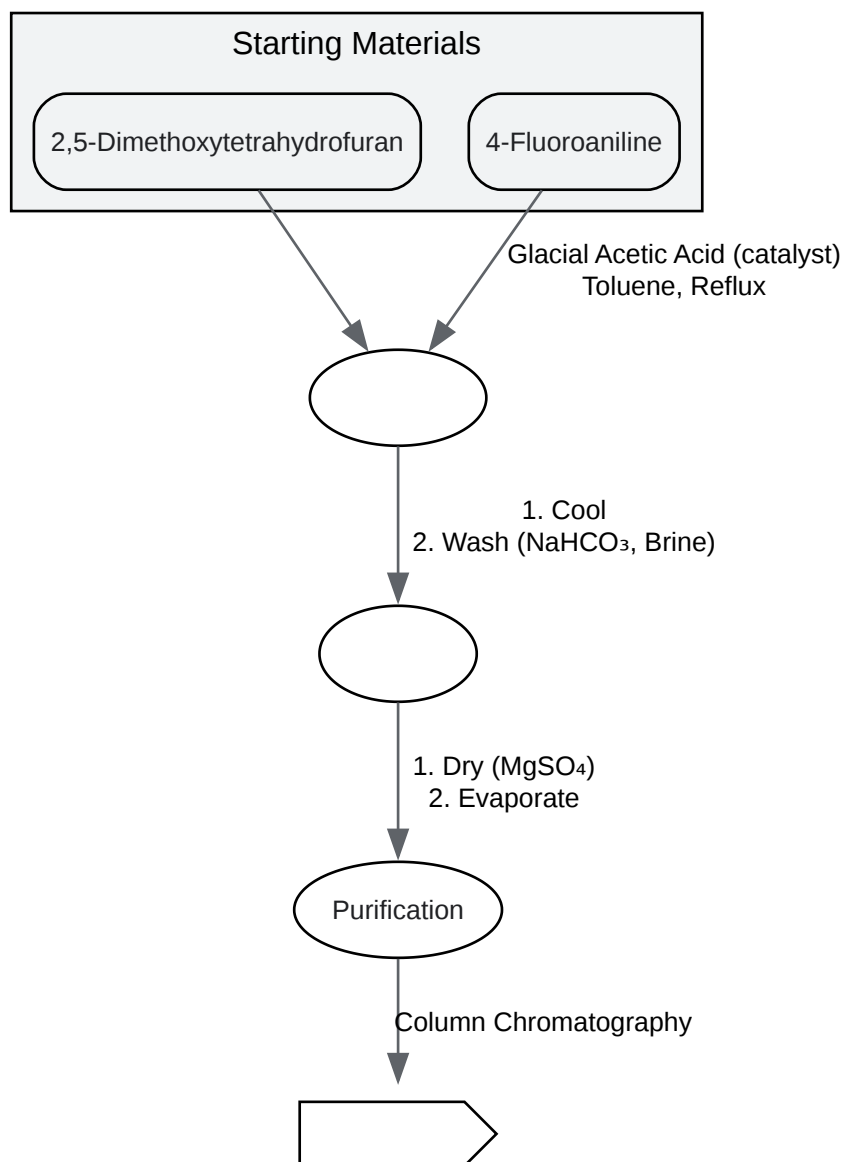 Starting Materials
2,5-Dimethoxytetrahydrofuran
4-Fluoroaniline
Glacial Acetic Acid (catalyst)
Toluene, Reflux
1. Cool
2. Wash (NaHCO₃, Brine)
1. Dry (MgSO₄)
2. Evaporate
Purification
Column Chromatography